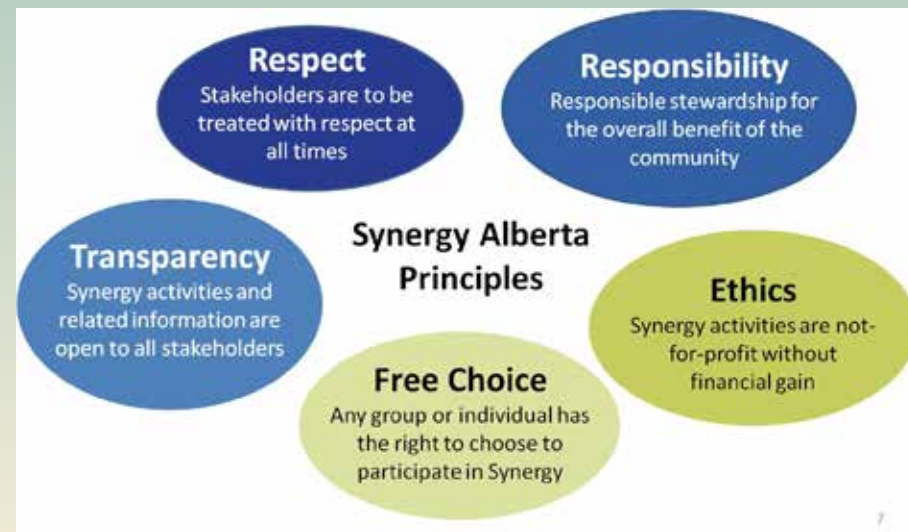 Respect
Stakeholders are to be
treated with respect at
all times
Responsibility
Responsible stewardship for
the overall benefit of the
community
Synergy Alberta
Principles
Transparency
Synergy activities and
related information are
open to all stakeholders
Ethics
Synergy activities are not-
for-profit without
financial gain
Free Choice
Any group or individual has
the right to choose to
participate in Synergy
7